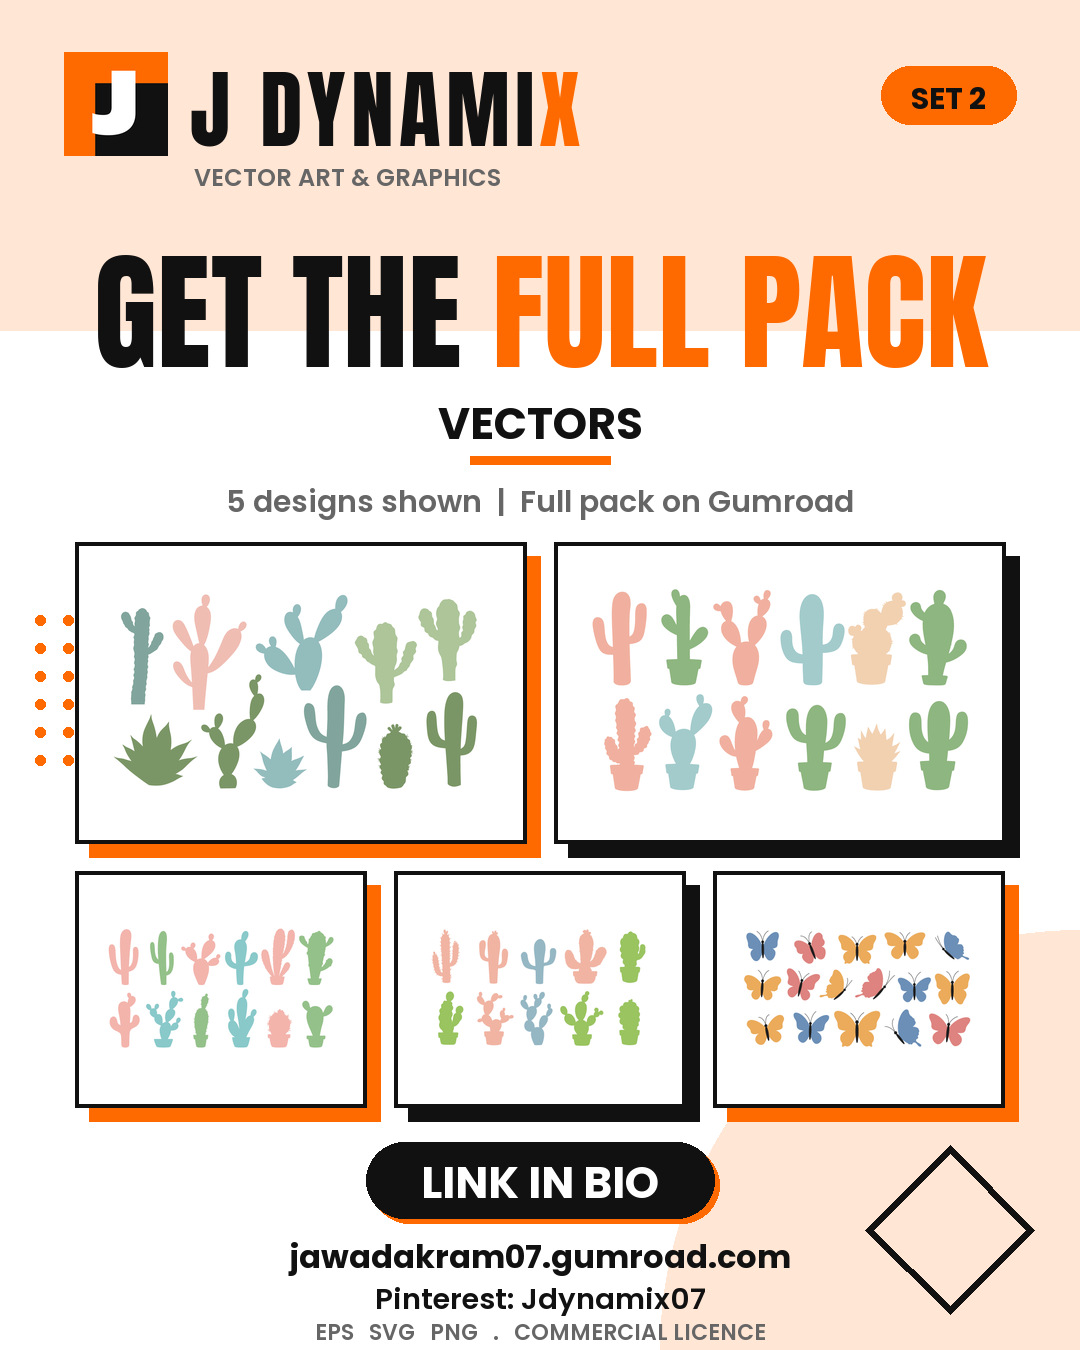 J
J DYNAMIX
VECTOR ART & GRAPHICS
SET 2
GET THE FULL PACK
VECTORS
5 designs shown | Full pack on Gumroad
LINK IN BIO
jawadakram07.gumroad.com
Pinterest: Jdynamix07
EPS SVG PNG . COMMERCIAL LICENCE